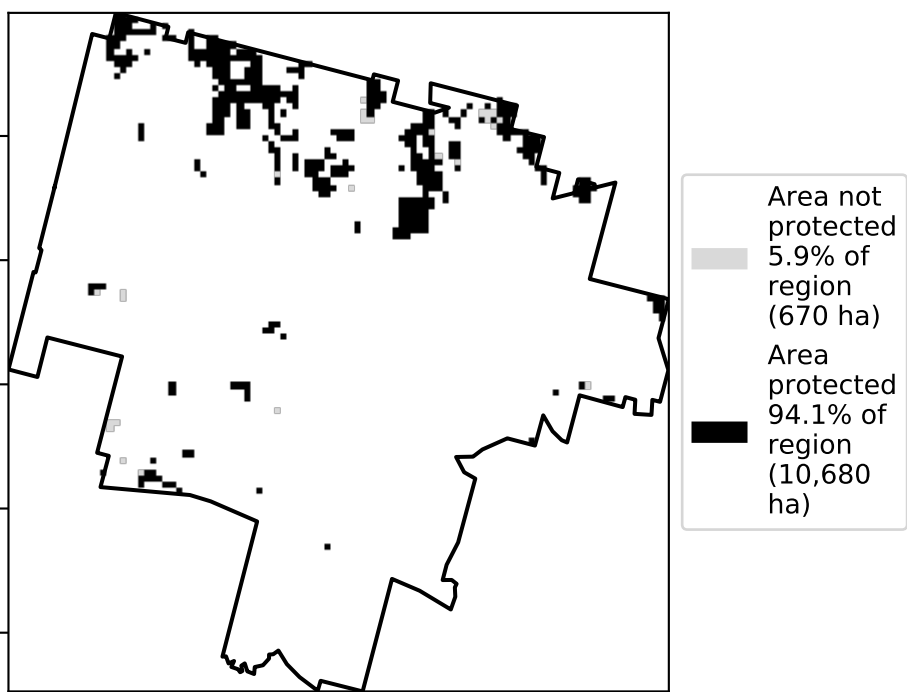 Area not
protected
5.9% of
region
(670 ha)
Area
protected
94.1% of
region
(10,680
ha)